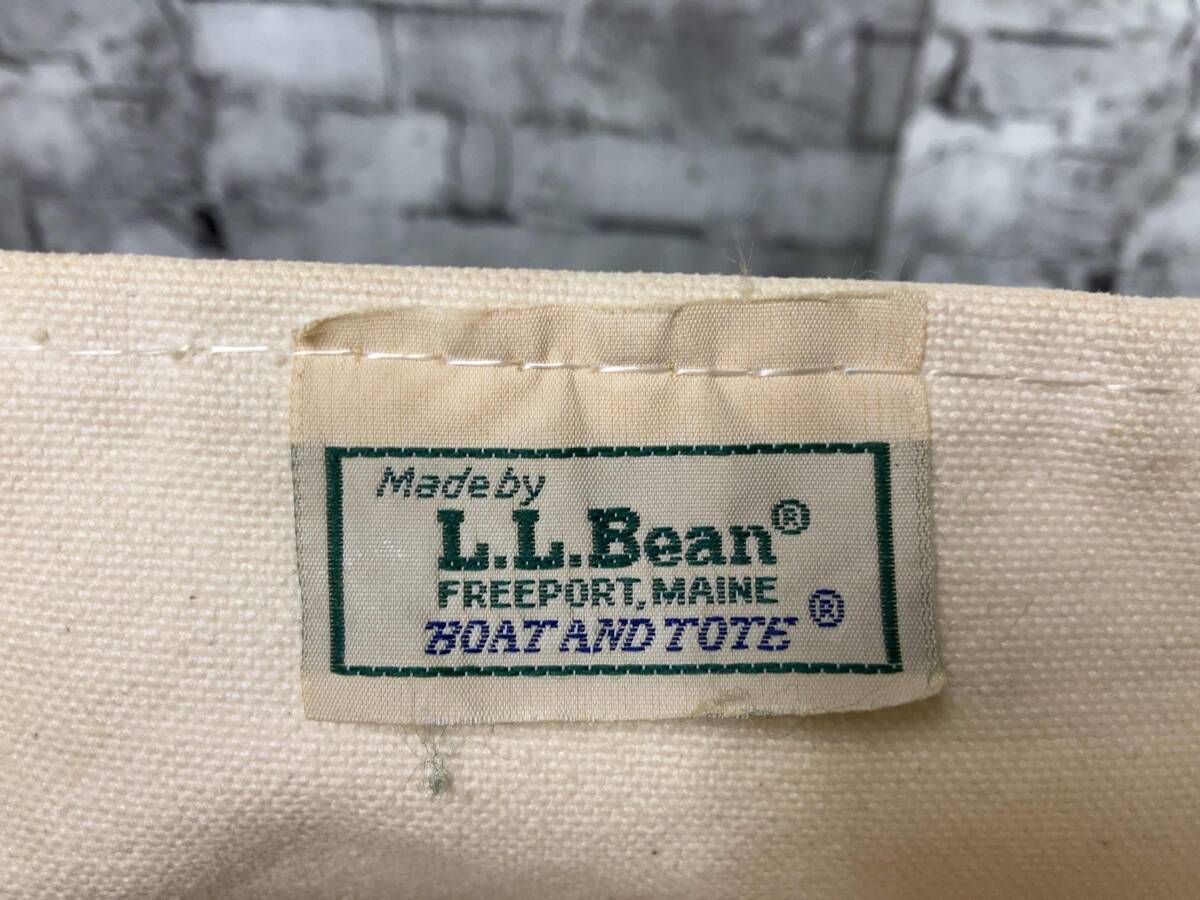 Made by
L.L.Bean®
FREEPORT, MAINE
BOAT AND TOTE ®